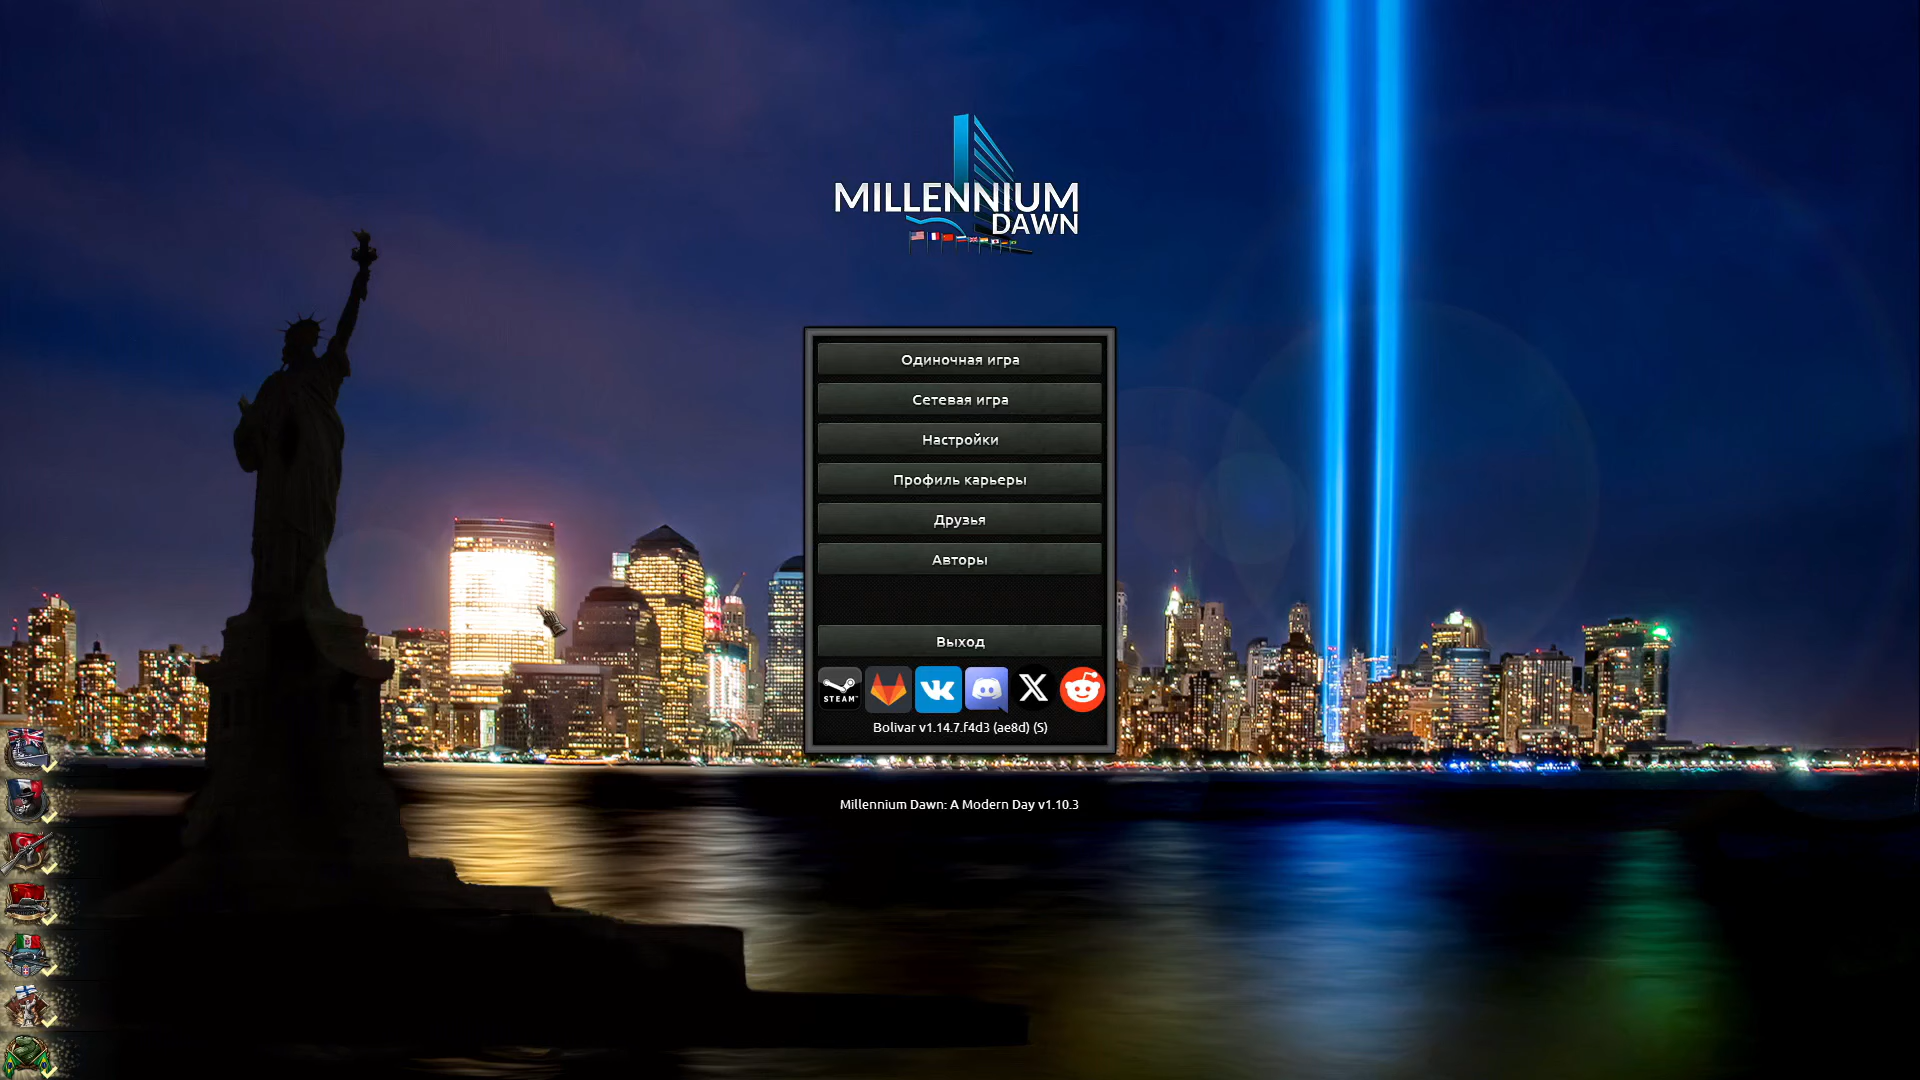 MILLENNIUM
DAWN
Одиночная игра
Сетевая игра
Настройки
Профиль карьеры
Друзья
Авторы
Выход
STEAM
Bolivar v1.14.7.f4d3 (ae8d) (S)
Millennium Dawn: A Modern Day v1.10.3